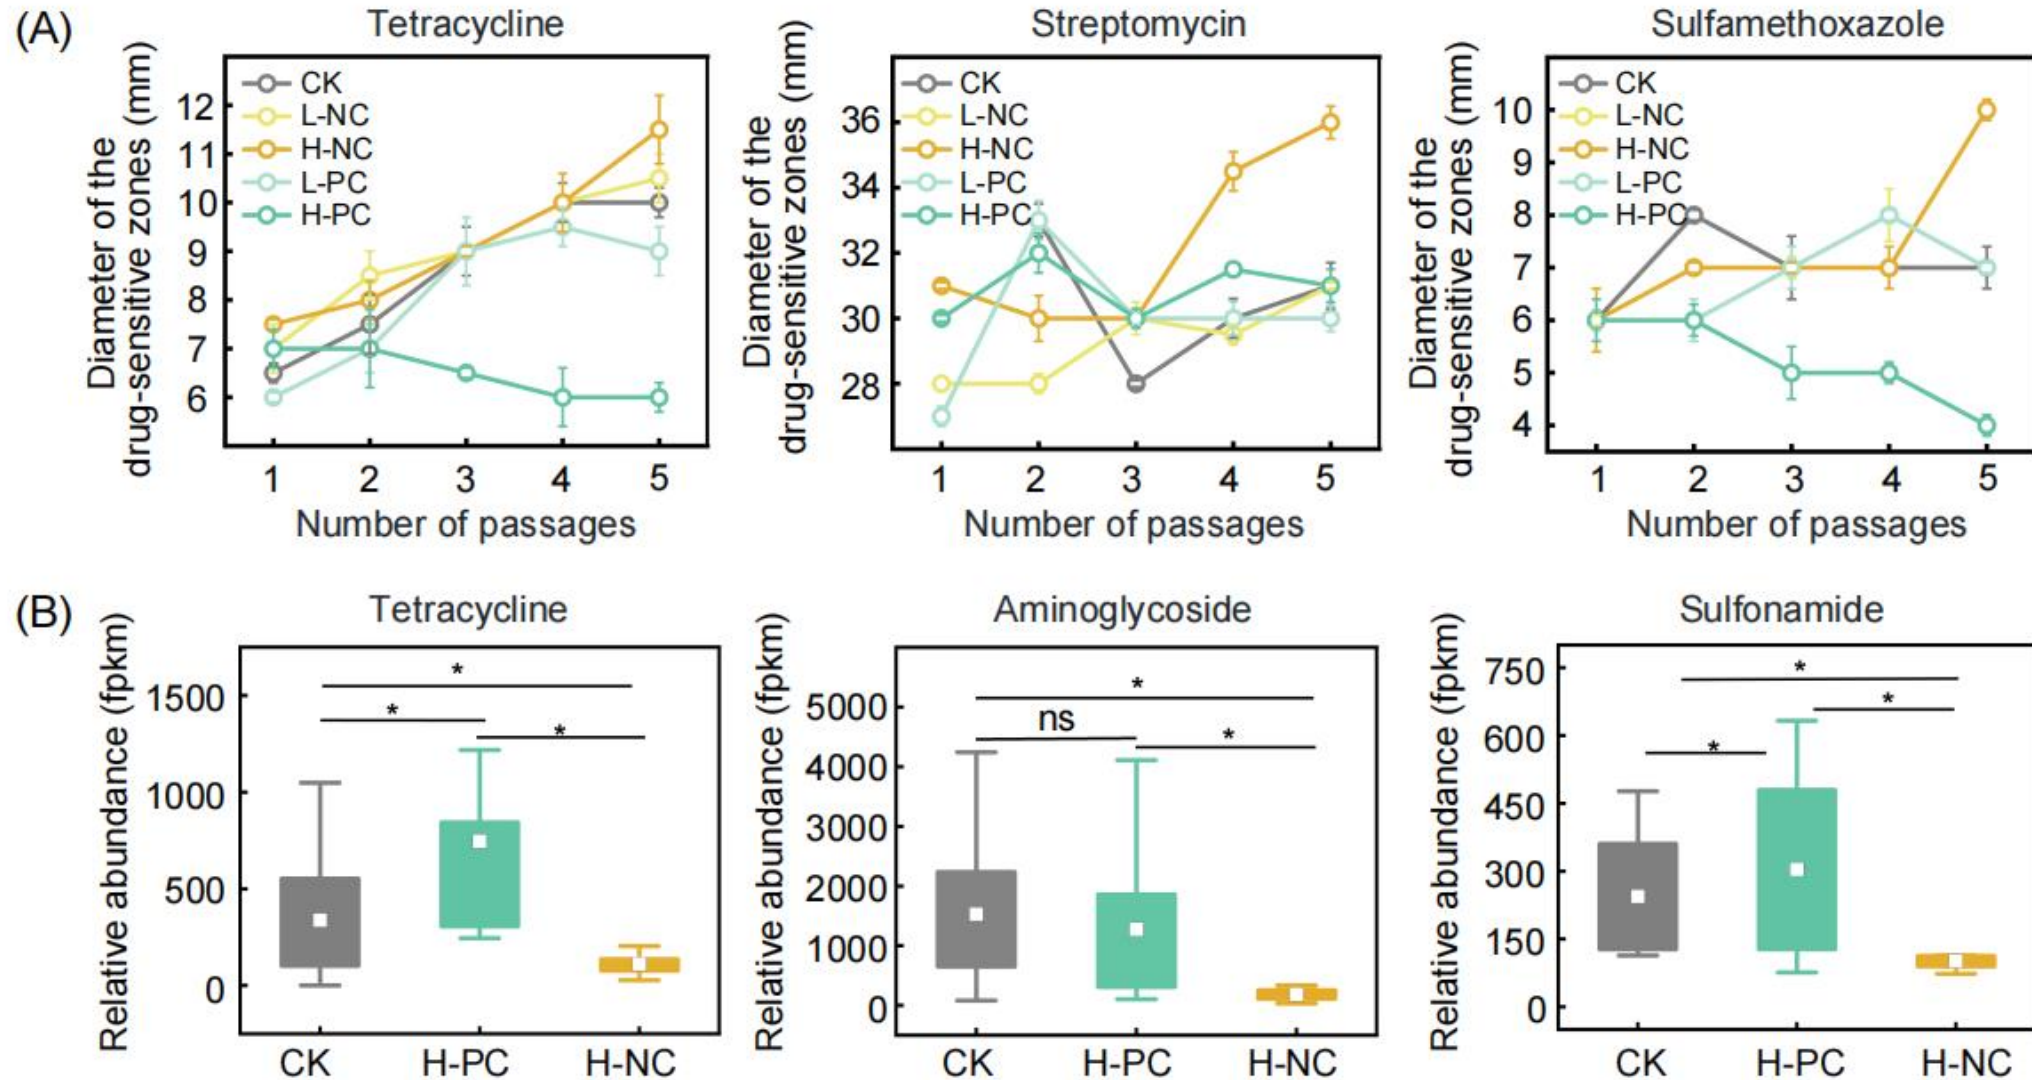 (A)
Tetracycline
Diameter of the
drug-sensitive zones (mm)
12
11
10
9
8
7
6
CK
L-NC
H-NC
L-PC
H-PC
1 2 3 4 5
Number of passages
Streptomycin
Diameter of the
drug-sensitive zones (mm)
36
34
32
30
28
CK
L-NC
H-NC
L-PC
H-PC
1 2 3 4 5
Number of passages
Sulfamethoxazole
Diameter of the
drug-sensitive zones (mm)
10
9
8
7
6
5
4
CK
L-NC
H-NC
L-PC
H-PC
1 2 3 4 5
Number of passages
(B)
Tetracycline
Relative abundance (fpkm)
1500
1000
500
0
*
*
*
CK H-PC H-NC
Aminoglycoside
Relative abundance (fpkm)
5000
4000
3000
2000
1000
0
*
ns
*
CK H-PC H-NC
Sulfonamide
Relative abundance (fpkm)
750
600
450
300
150
0
*
*
*
CK H-PC H-NC